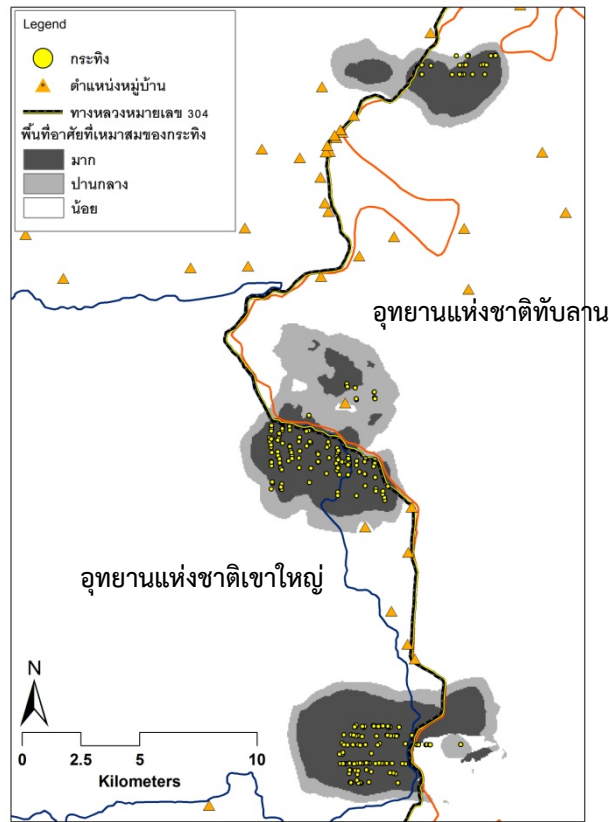 Legend
กระทิง
ตำแหน่งหมู่บ้าน
ทางหลวงหมายเลข 304
พื้นที่อาศัยที่เหมาสมของกระทิง
มาก
ปานกลาง
น้อย
อุทยานแห่งชาติทับลาน
อุทยานแห่งชาติเขาใหญ่
N
2.5 5 10
Kilometers